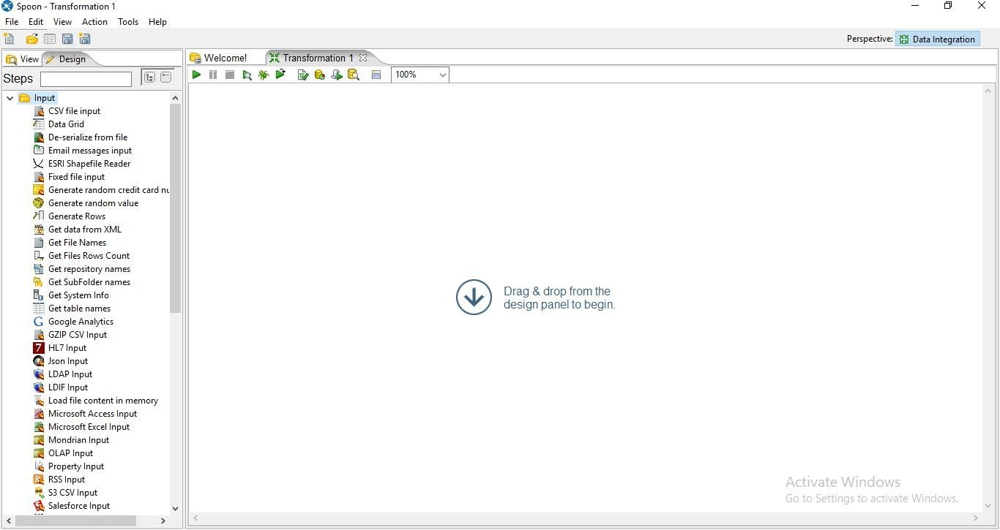 Spoon - Transformation 1
File Edit View Action Tools Help
Perspective: Data Integration
View Design
Welcome! Transformation 1
Steps
100%
Input
CSV file input
Data Grid
De-serialize from file
Email messages input
ESRI Shapefile Reader
Fixed file input
Generate random credit card nu
Generate random value
Generate Rows
Get data from XML
Get File Names
Get Files Rows Count
Get repository names
Get SubFolder names
Get System Info
Get table names
Google Analytics
GZIP CSV Input
HL7 Input
Json Input
LDAP Input
LDIF Input
Load file content in memory
Microsoft Access Input
Microsoft Excel Input
Mondrian Input
OLAP Input
Property Input
RSS Input
S3 CSV Input
Salesforce Input
Drag & drop from the
design panel to begin.
Activate Windows
Go to Settings to activate Windows.